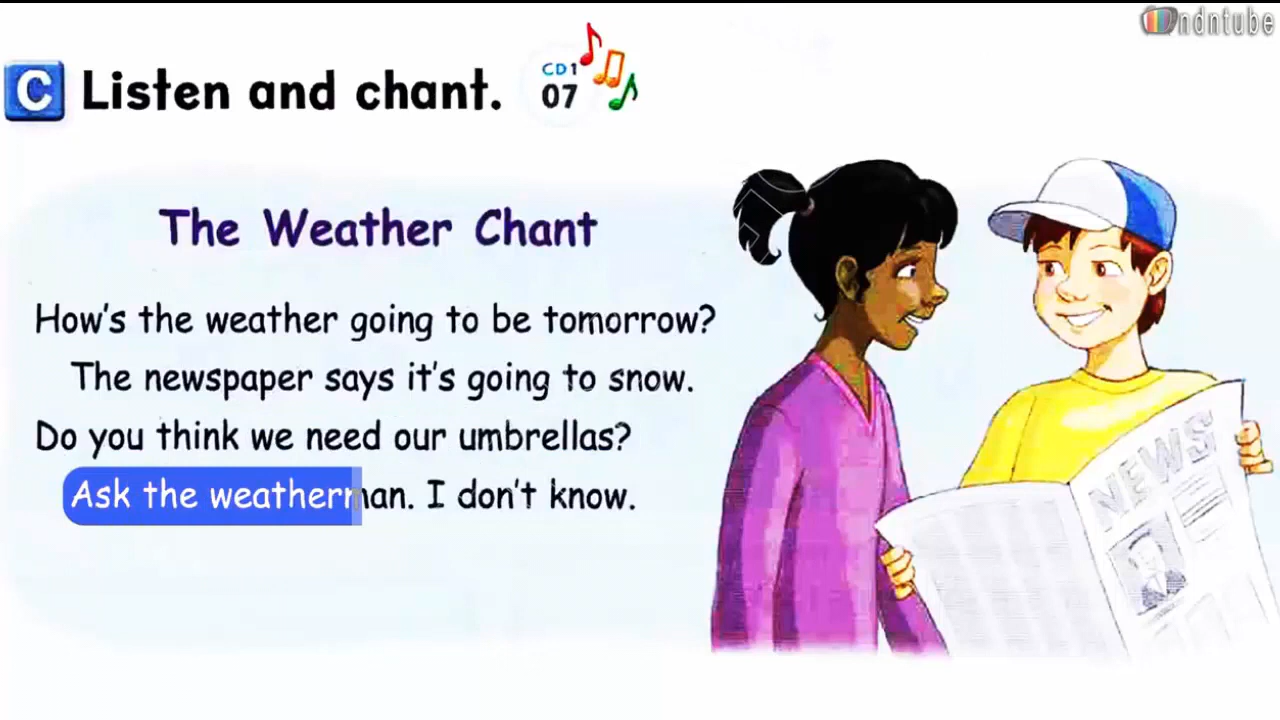 ndntube
C Listen and chant.
CD1
07
The Weather Chant
How's the weather going to be tomorrow?
The newspaper says it's going to snow.
Do you think we need our umbrellas?
Ask the weatherman. I don't know.
NEWS